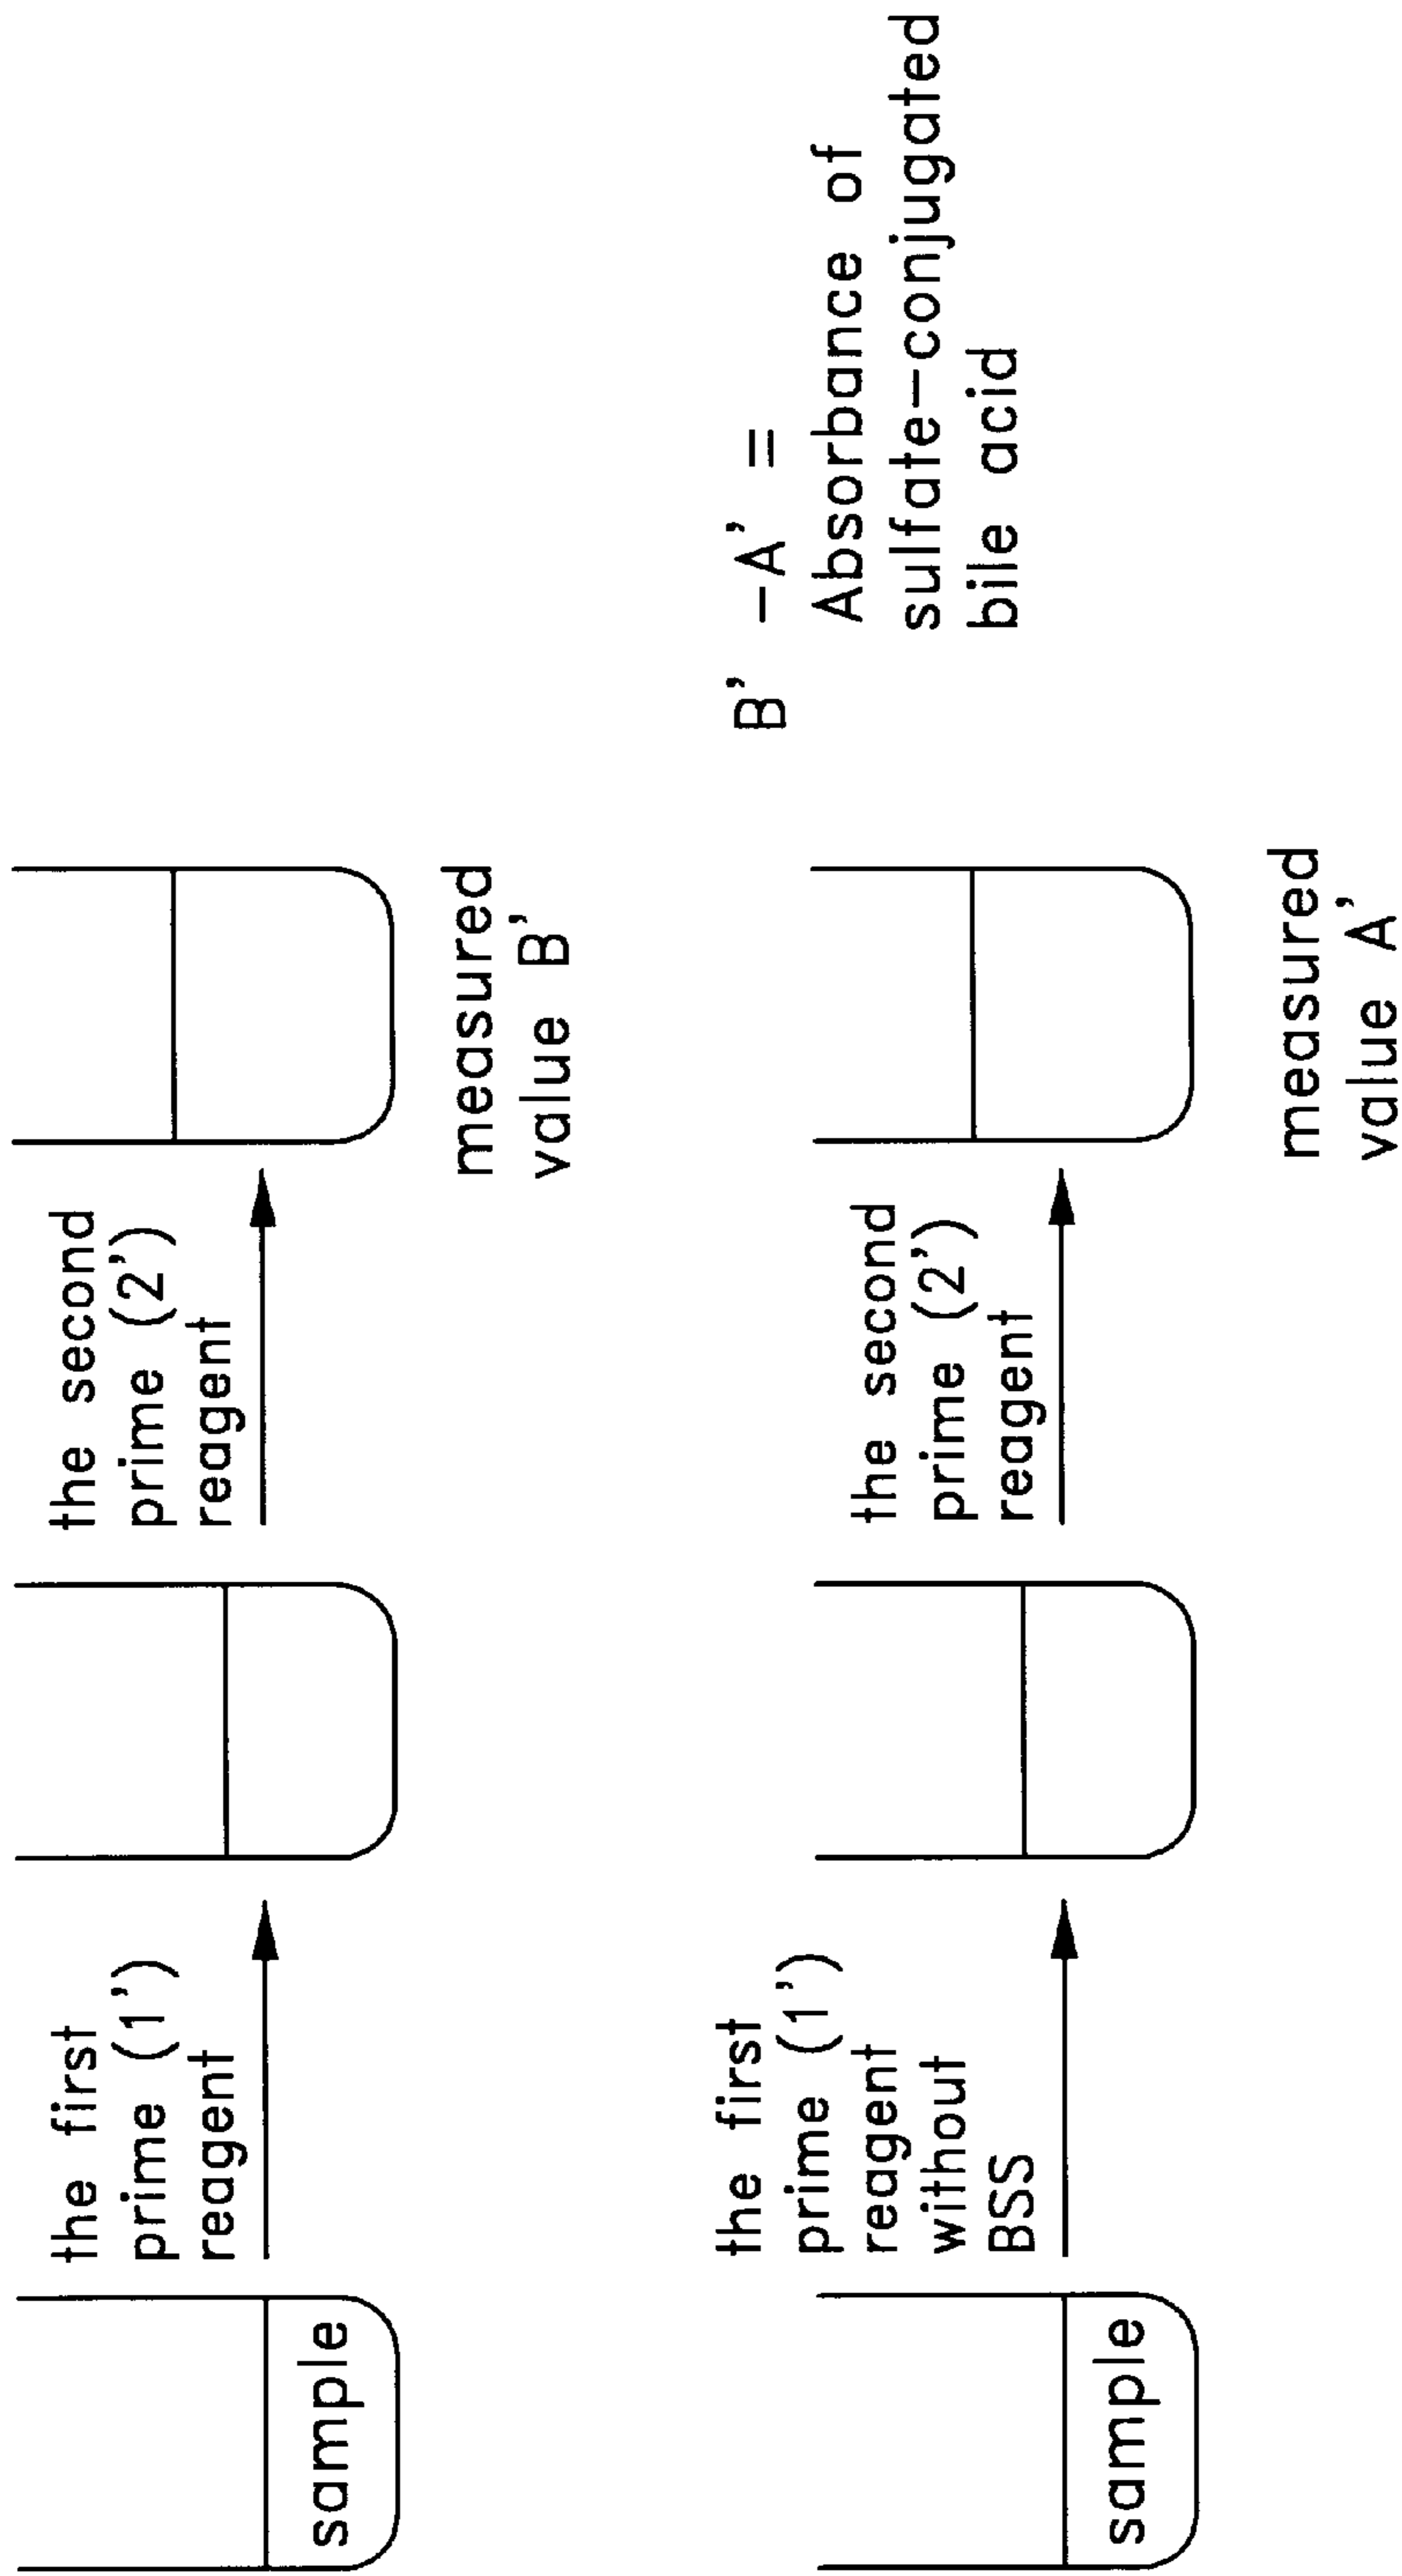 sample
the first
prime (1')
reagent
the second
prime (2')
reagent
measured
value B'
sample
the first
prime (1')
reagent
without
BSS
the second
prime (2')
reagent
measured
value A'
B' -A' =
Absorbance of
sulfate-conjugated
bile acid